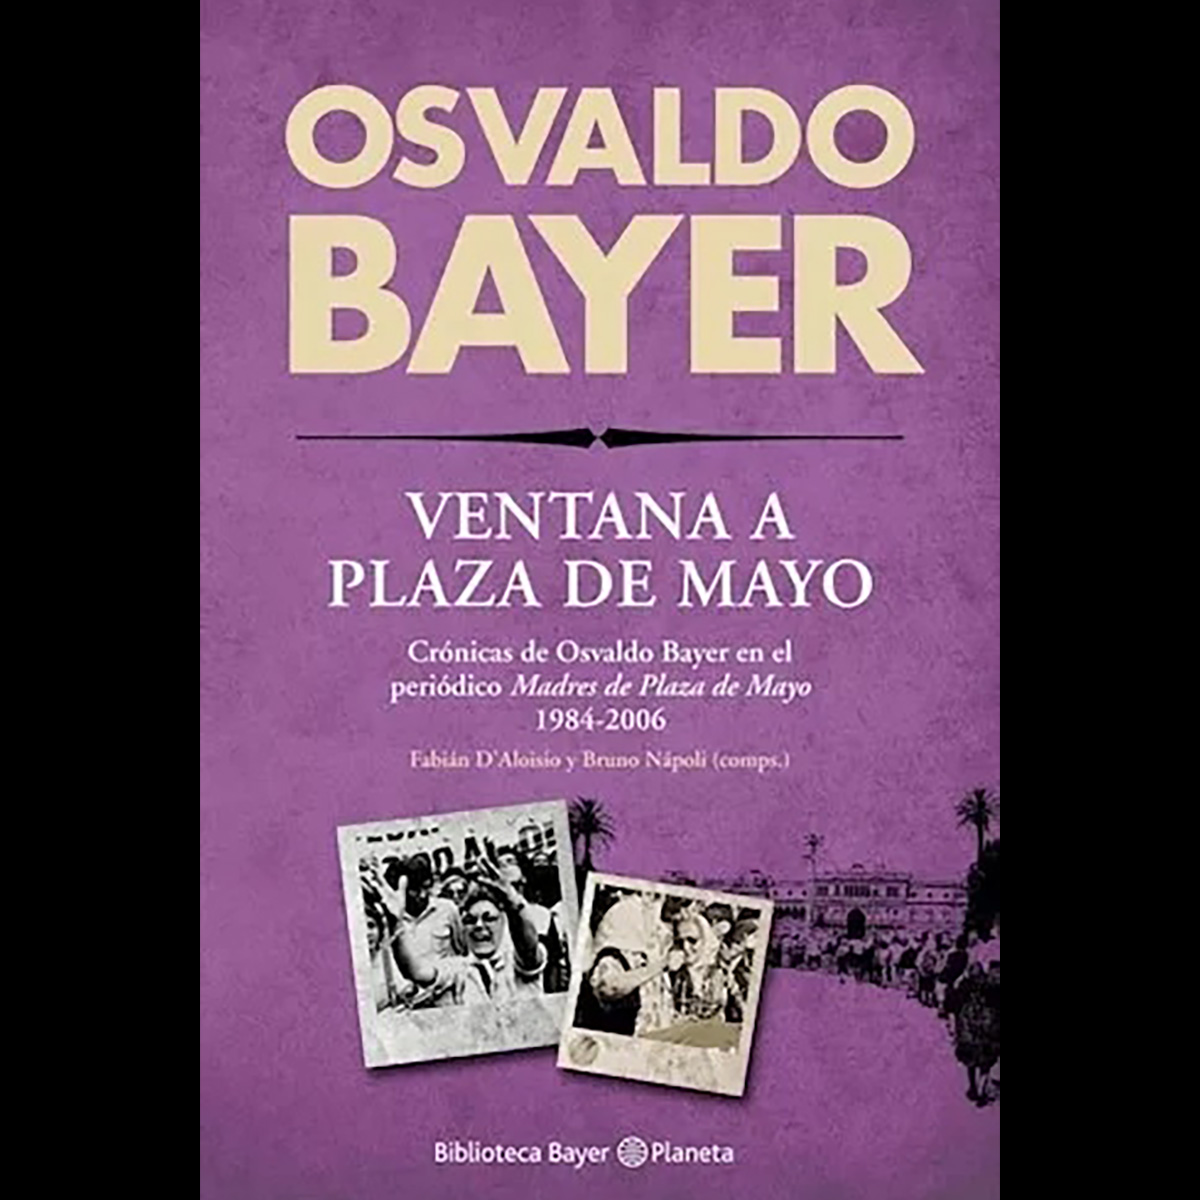 OSVALDO
BAYER
VENTANA A
PLAZA DE MAYO
Crónicas de Osvaldo Bayer en el
periódico Madres de Plaza de Mayo
1984-2006
Fabián D'Aloisio y Bruno Nápoli (comps.)
Biblioteca Bayer Planeta